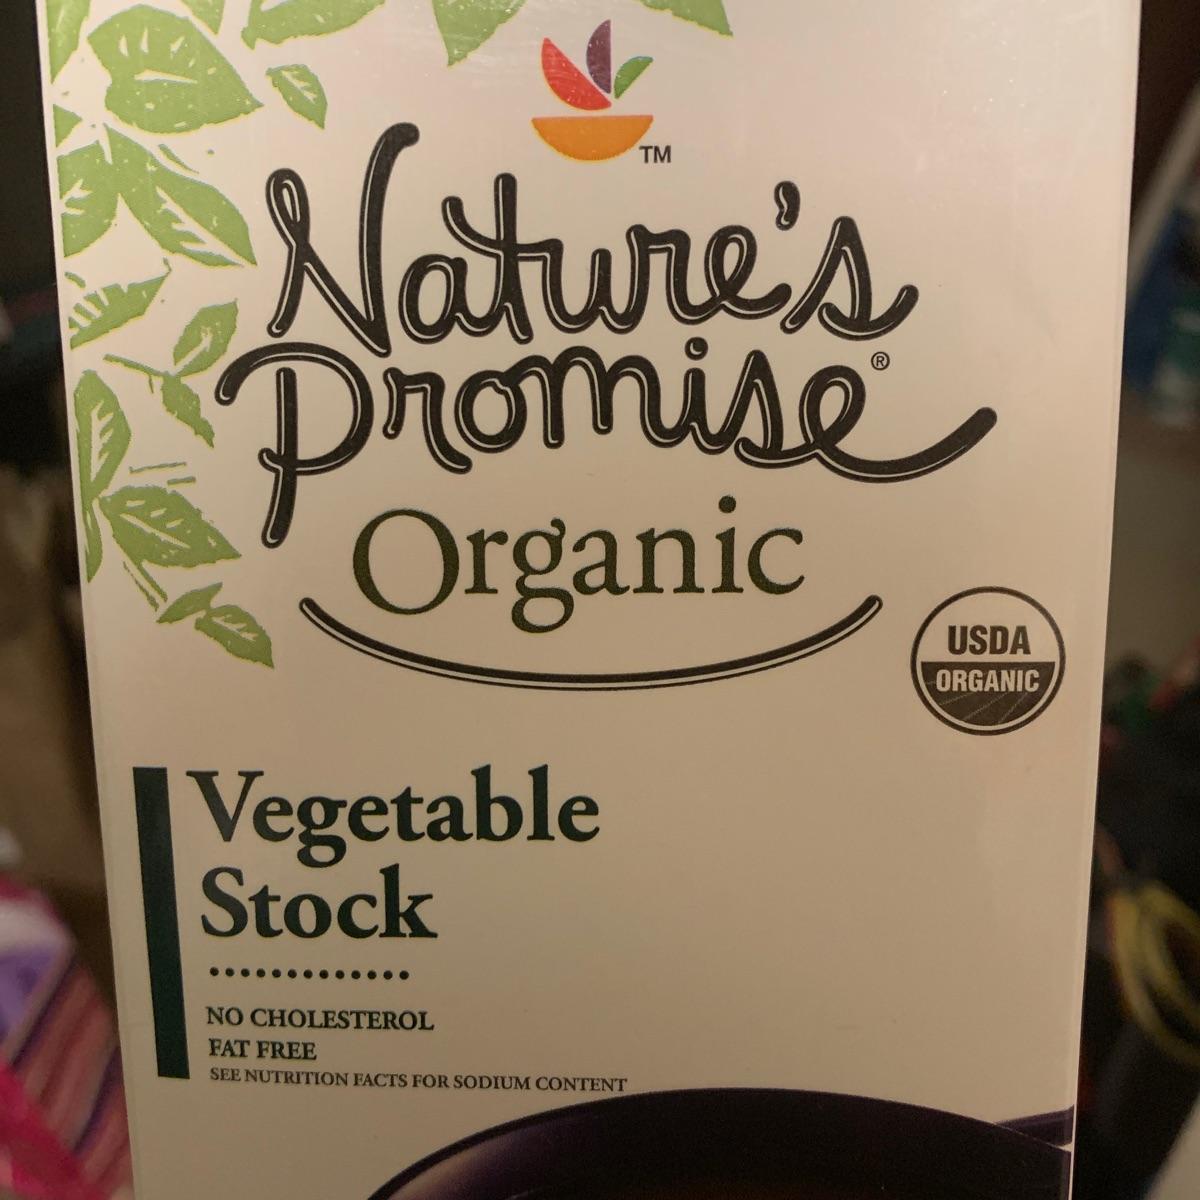 TM
Nature's
Promise®
Organic
USDA
ORGANIC
Vegetable
Stock
NO CHOLESTEROL
FAT FREE
SEE NUTRITION FACTS FOR SODIUM CONTENT